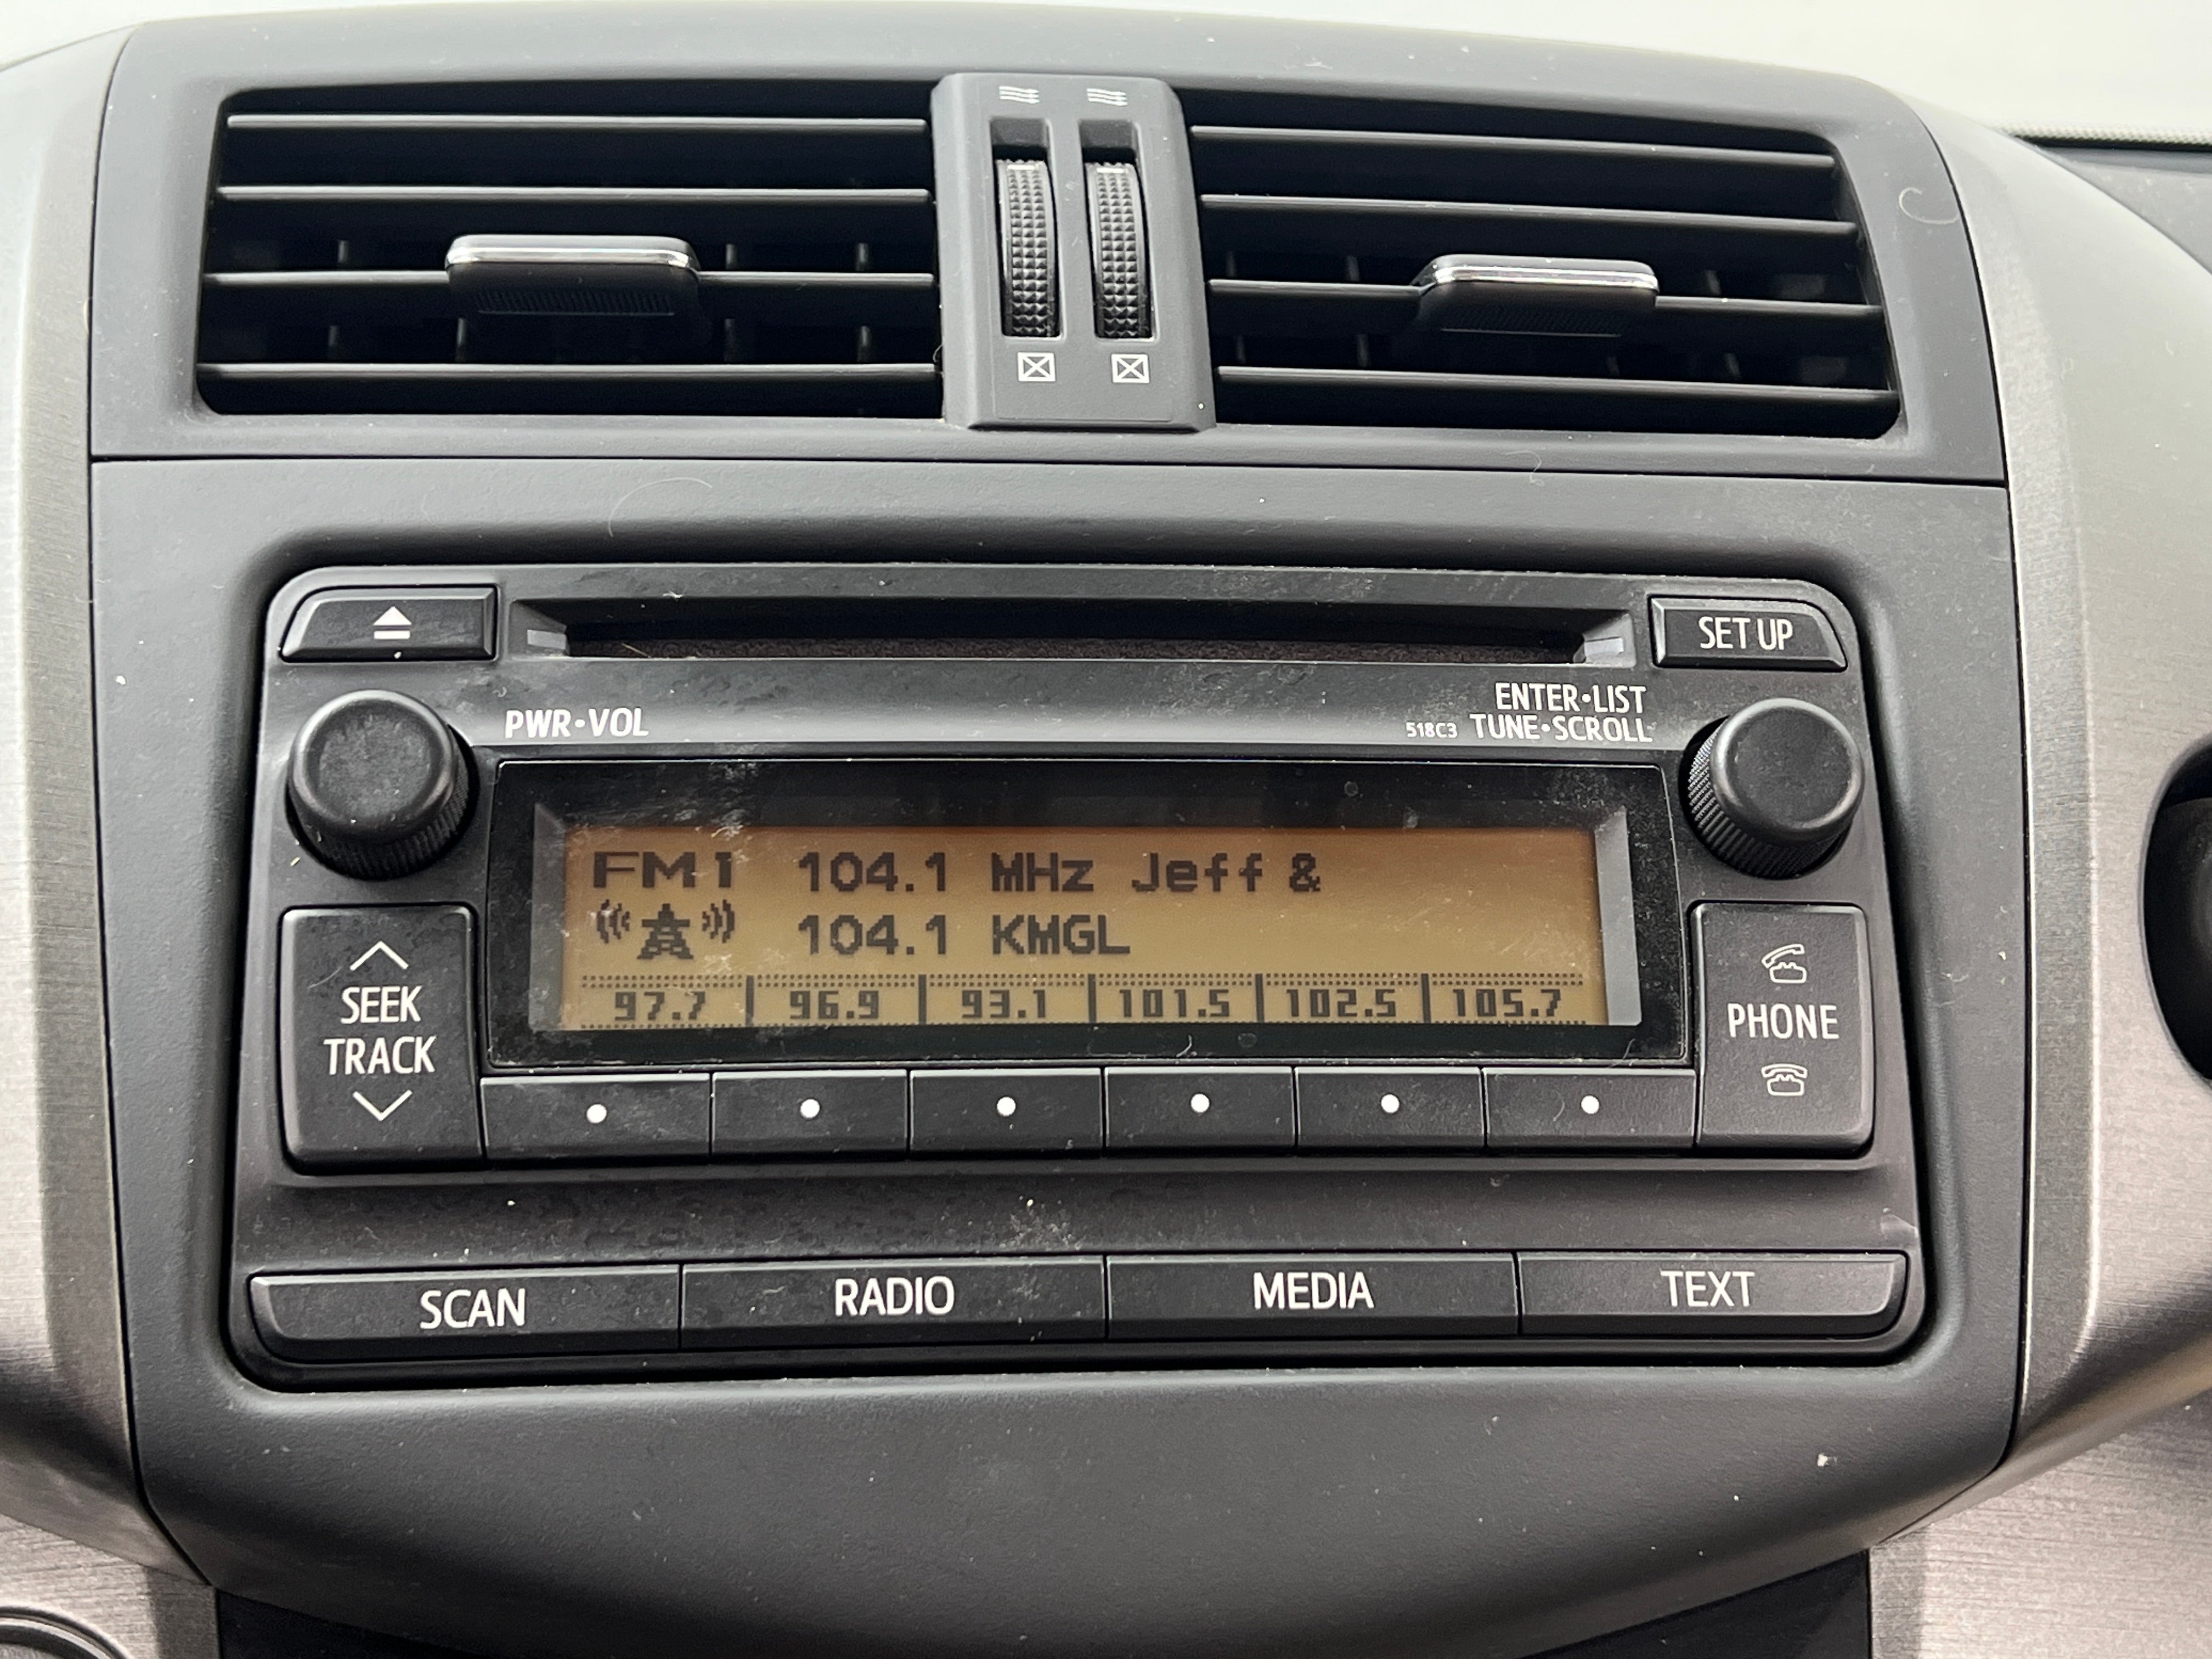 SET UP
PWR•VOL
ENTER•LIST
518C3 TUNE•SCROLL
FM1 104.1 MHz Jeff &
104.1 KMGL
97.7 96.9 93.1 101.5 102.5 105.7
SEEK
TRACK
PHONE
SCAN RADIO MEDIA TEXT